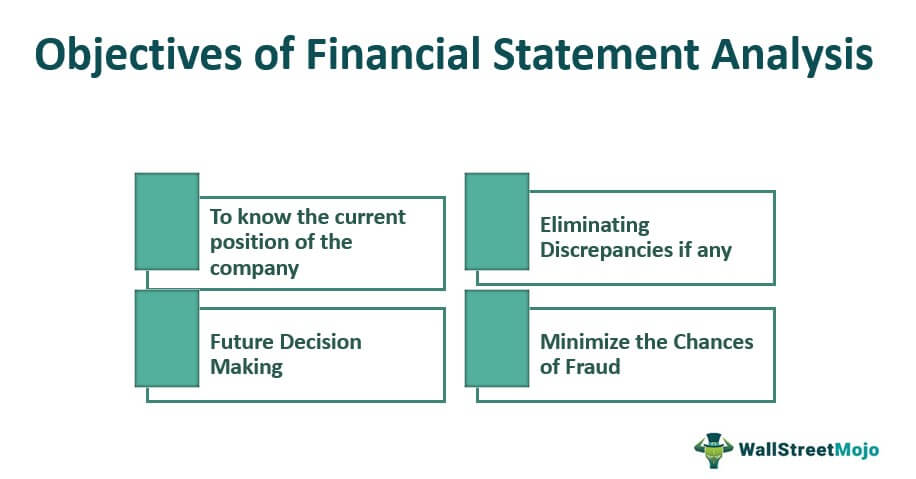 Objectives of Financial Statement Analysis
To know the current
position of the
company
Eliminating
Discrepancies if any
Future Decision
Making
Minimize the Chances
of Fraud
WallStreetMojo